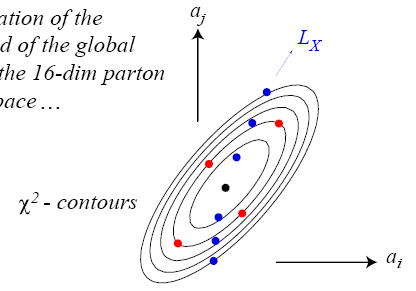 ation of the
d of the global
the 16-dim parton
pace ...
a_j
L_X
χ² - contours
a_i